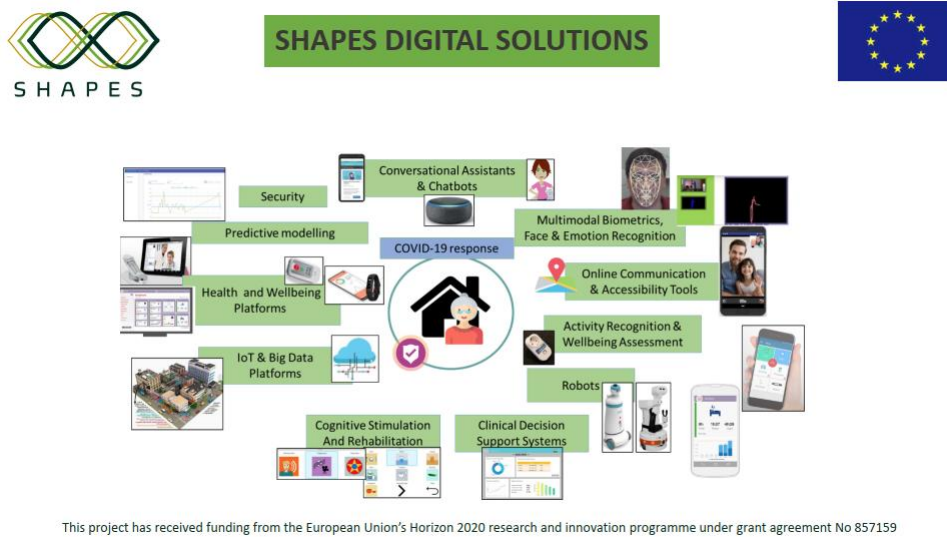 SHAPES DIGITAL SOLUTIONS
SHAPES
Conversational Assistants
& Chatbots
Security
Predictive modelling
COVID-19 response
Multimodal Biometrics,
Face & Emotion Recognition
Online Communication
& Accessibility Tools
Health and Wellbeing
Platforms
Activity Recognition &
Wellbeing Assessment
IoT & Big Data
Platforms
Robots
Cognitive Stimulation
And Rehabilitation
Clinical Decision
Support Systems
This project has received funding from the European Union's Horizon 2020 research and innovation programme under grant agreement No 857159